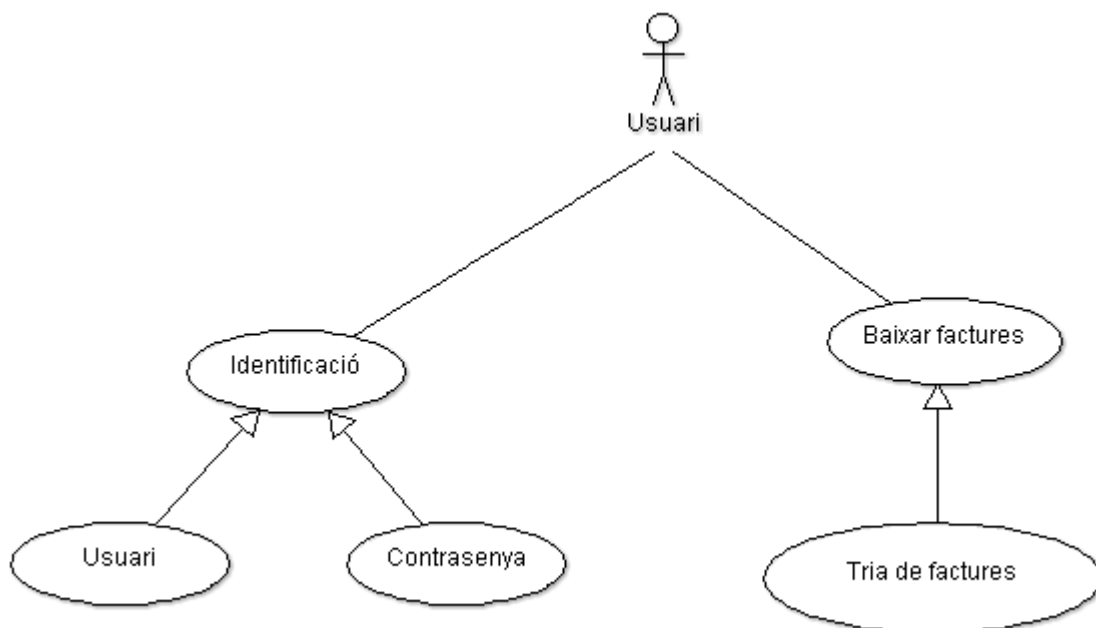 Usuari
Identificació
Baixar factures
Usuari
Contrasenya
Tria de factures